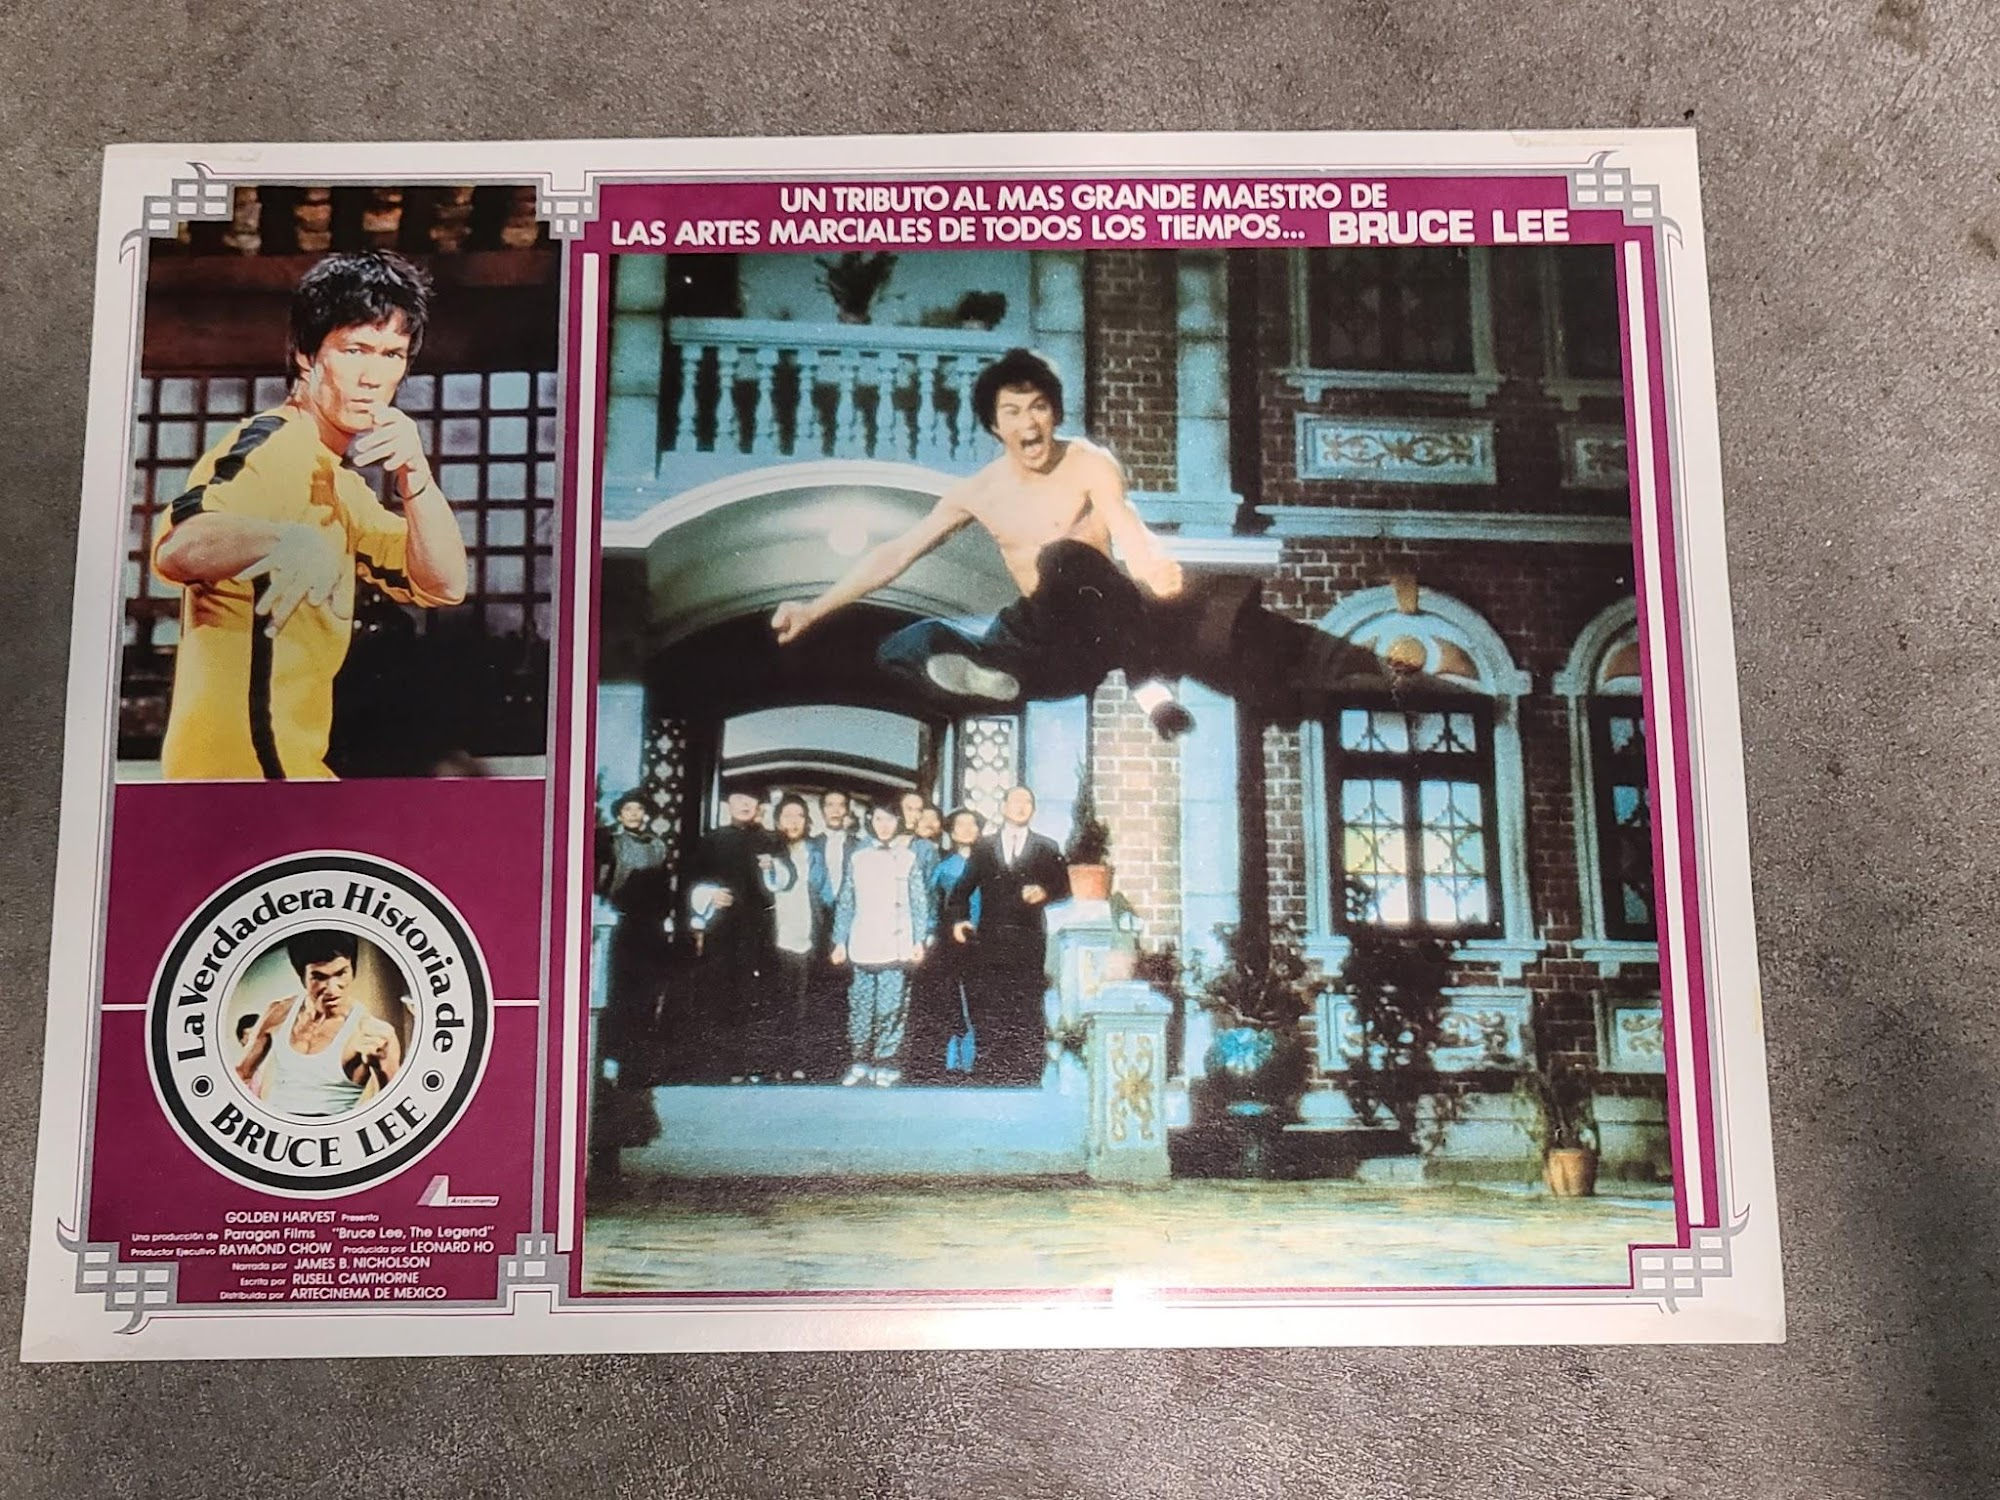 UN TRIBUTO AL MAS GRANDE MAESTRO DE
LAS ARTES MARCIALES DE TODOS LOS TIEMPOS... BRUCE LEE
La Verdadera Historia de
BRUCE LEE
Artecinema
GOLDEN HARVEST Presenta
Una producción de Paragon Films "Bruce Lee, The Legend"
Productor Ejecutivo RAYMOND CHOW Producida por LEONARD HO
Narrada por JAMES B. NICHOLSON
Escrita por RUSELL CAWTHORNE
Distribuida por ARTECINEMA DE MEXICO